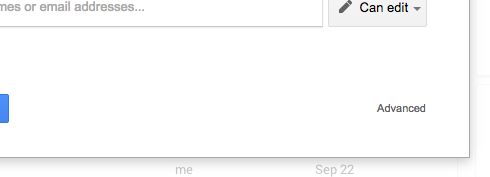 mes or email addresses...
Can edit
Advanced
me
Sep 22